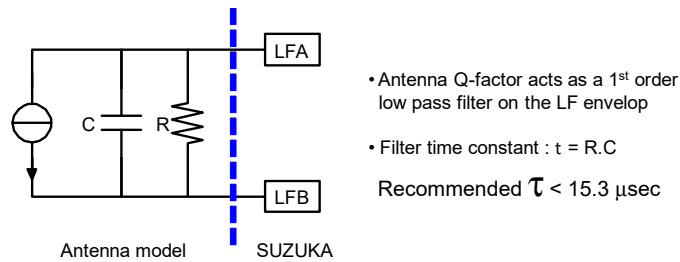 LFA
C
R
LFB
Antenna model
SUZUKA
• Antenna Q-factor acts as a 1st order
low pass filter on the LF envelop
• Filter time constant : t = R.C
Recommended τ < 15.3 μsec